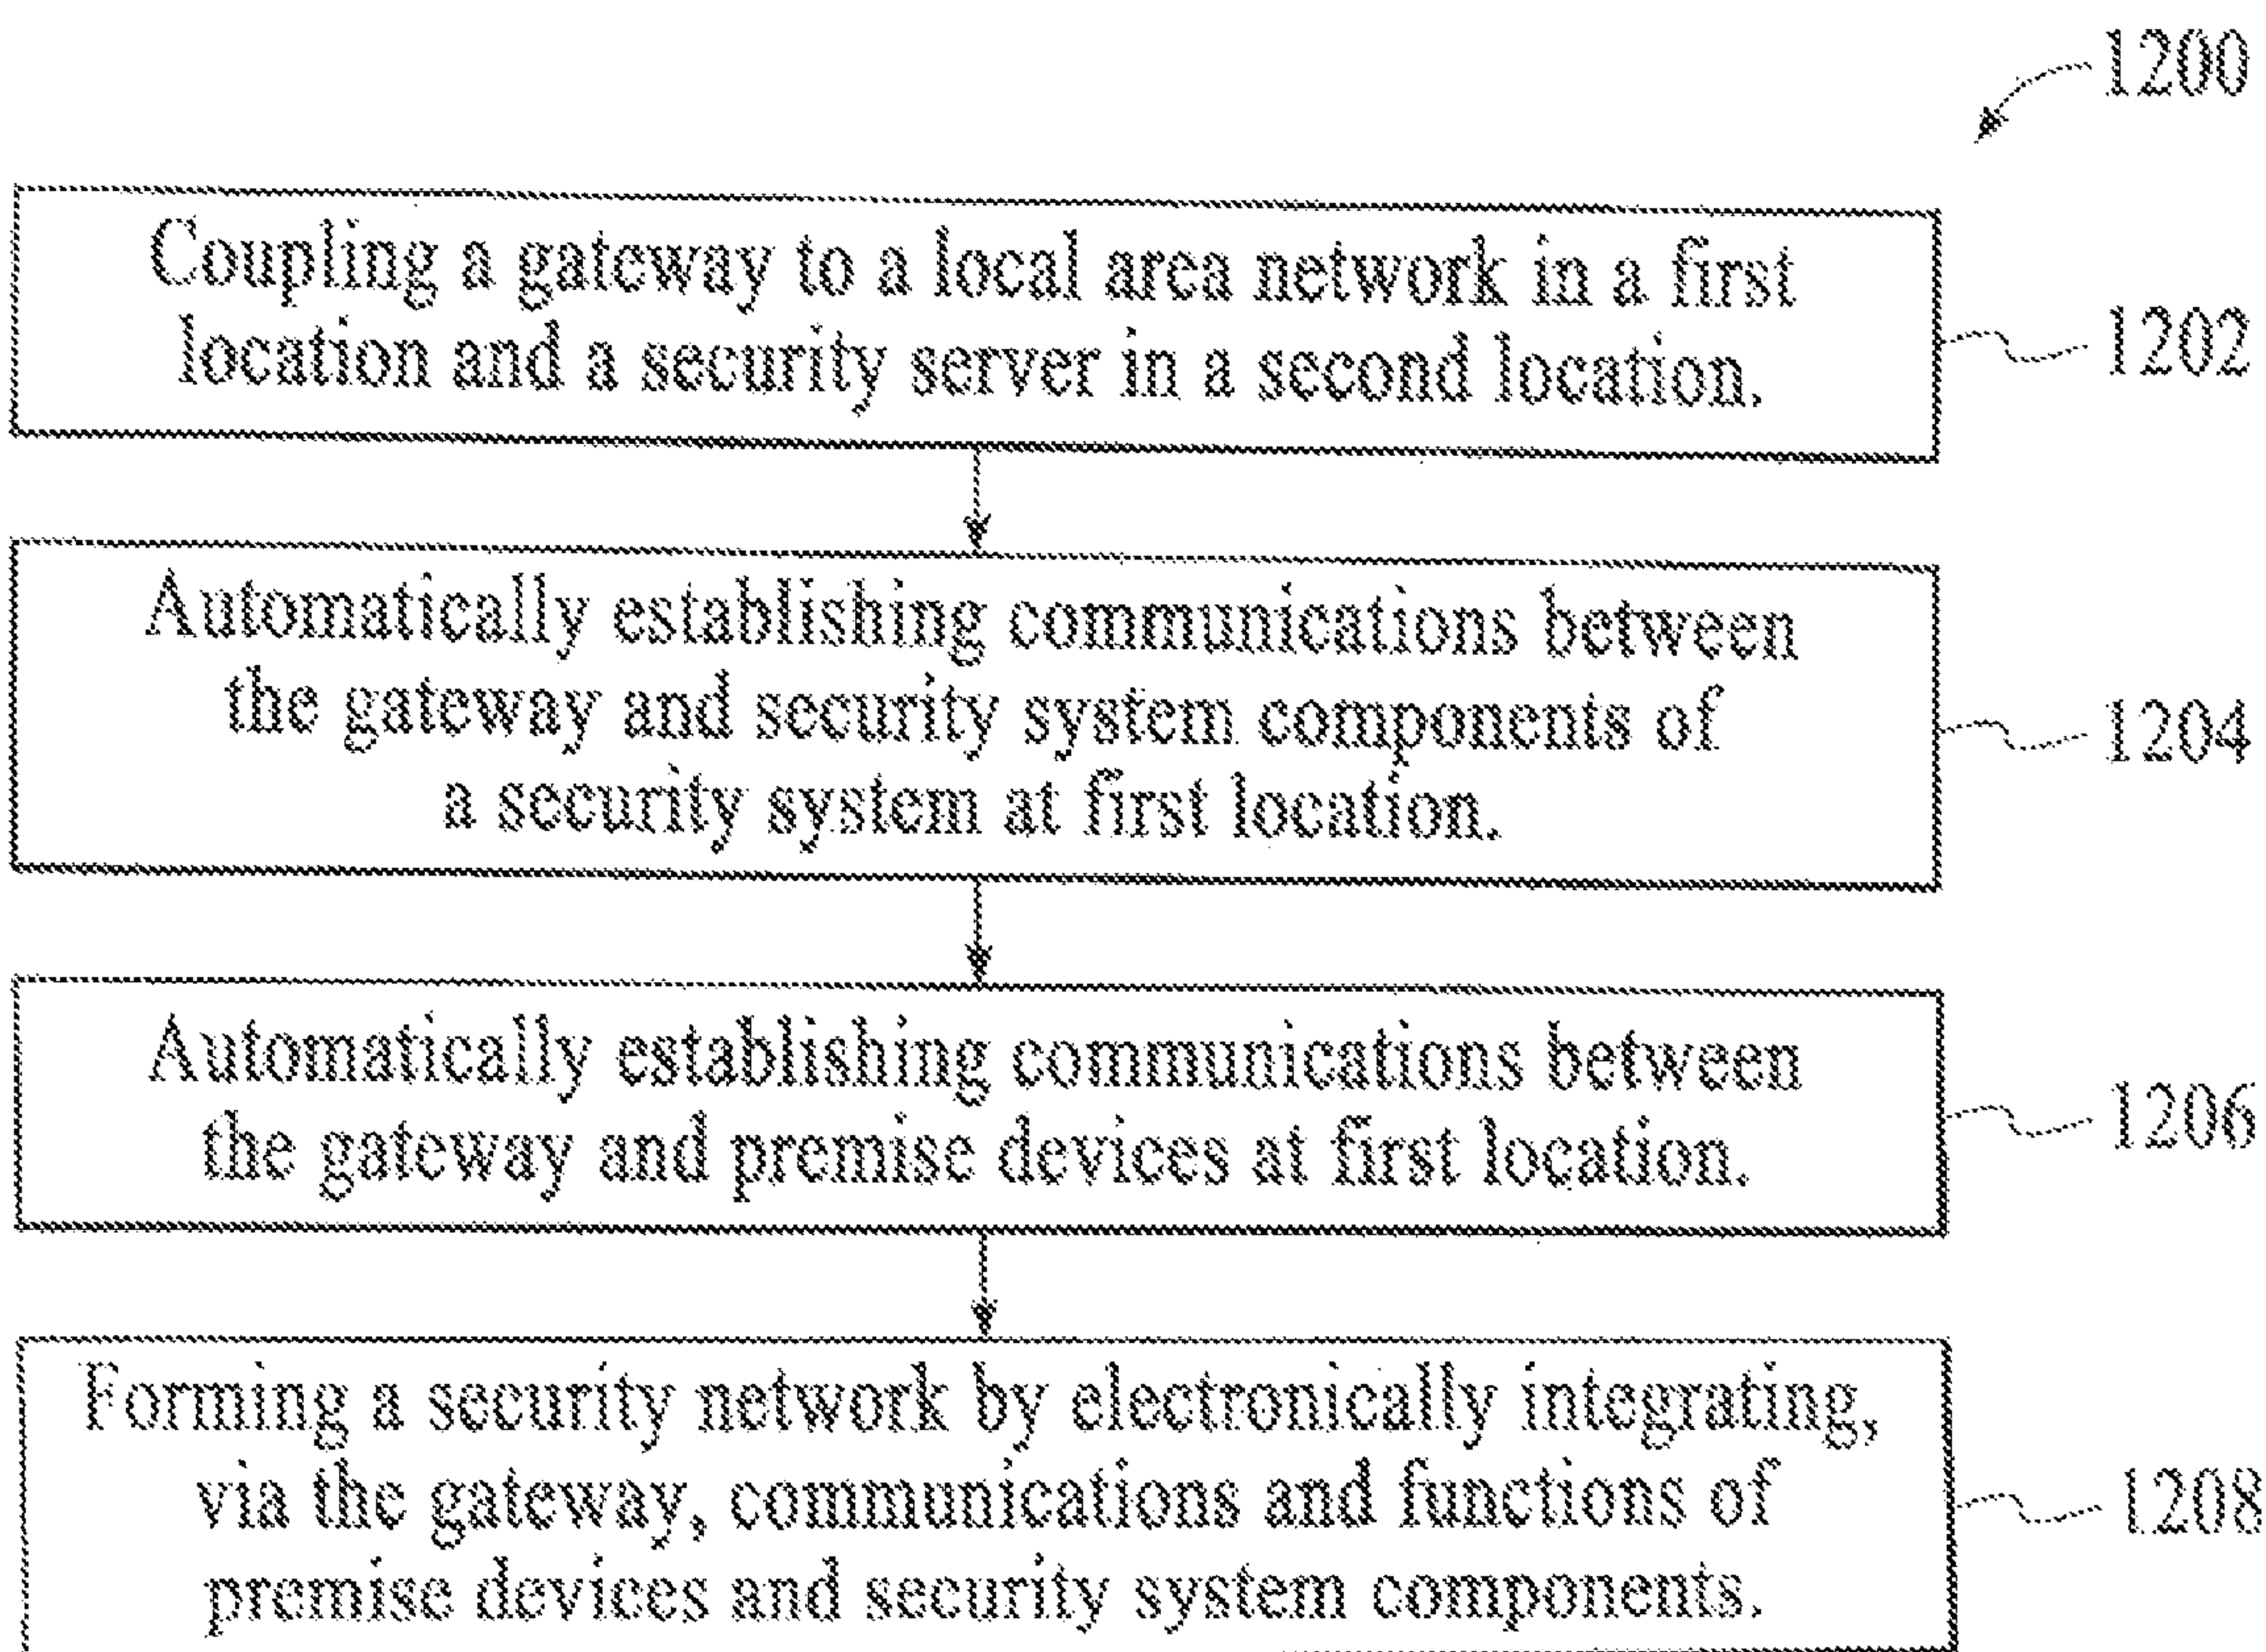 1200
Coupling a gateway to a local area network in a first
location and a security server in a second location.
1202
Automatically establishing communications between
the gateway and security system components of
a security system at first location.
1204
Automatically establishing communications between
the gateway and premise devices at first location.
1206
Forming a security network by electronically integrating,
via the gateway, communications and functions of
premise devices and security system components.
1208